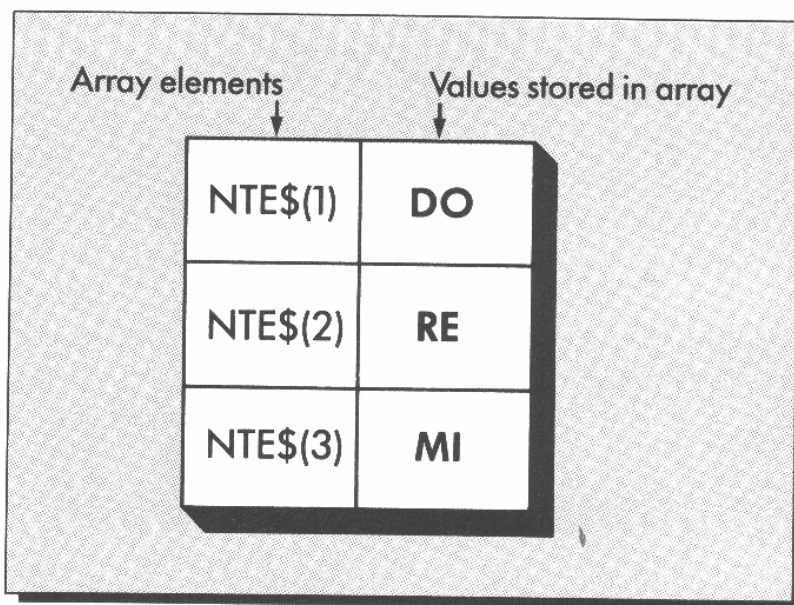 Array elements Values stored in array
NTE$(1) DO
NTE$(2) RE
NTE$(3) MI